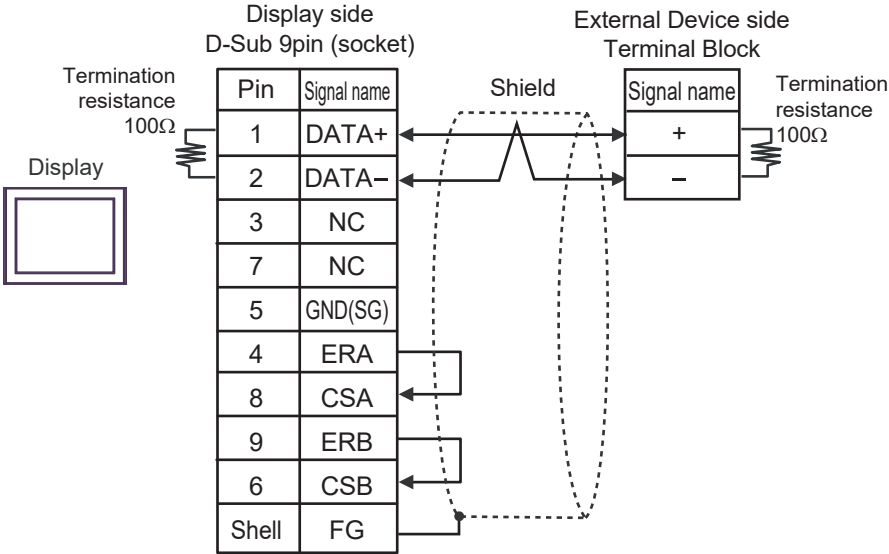 Display side
D-Sub 9pin (socket)
External Device side
Terminal Block
Termination
resistance
100Ω
Pin Signal name
Shield
Signal name
Termination
resistance
100Ω
1 DATA+
+
2 DATA−
−
Display
3 NC
7 NC
5 GND(SG)
4 ERA
8 CSA
9 ERB
6 CSB
Shell FG